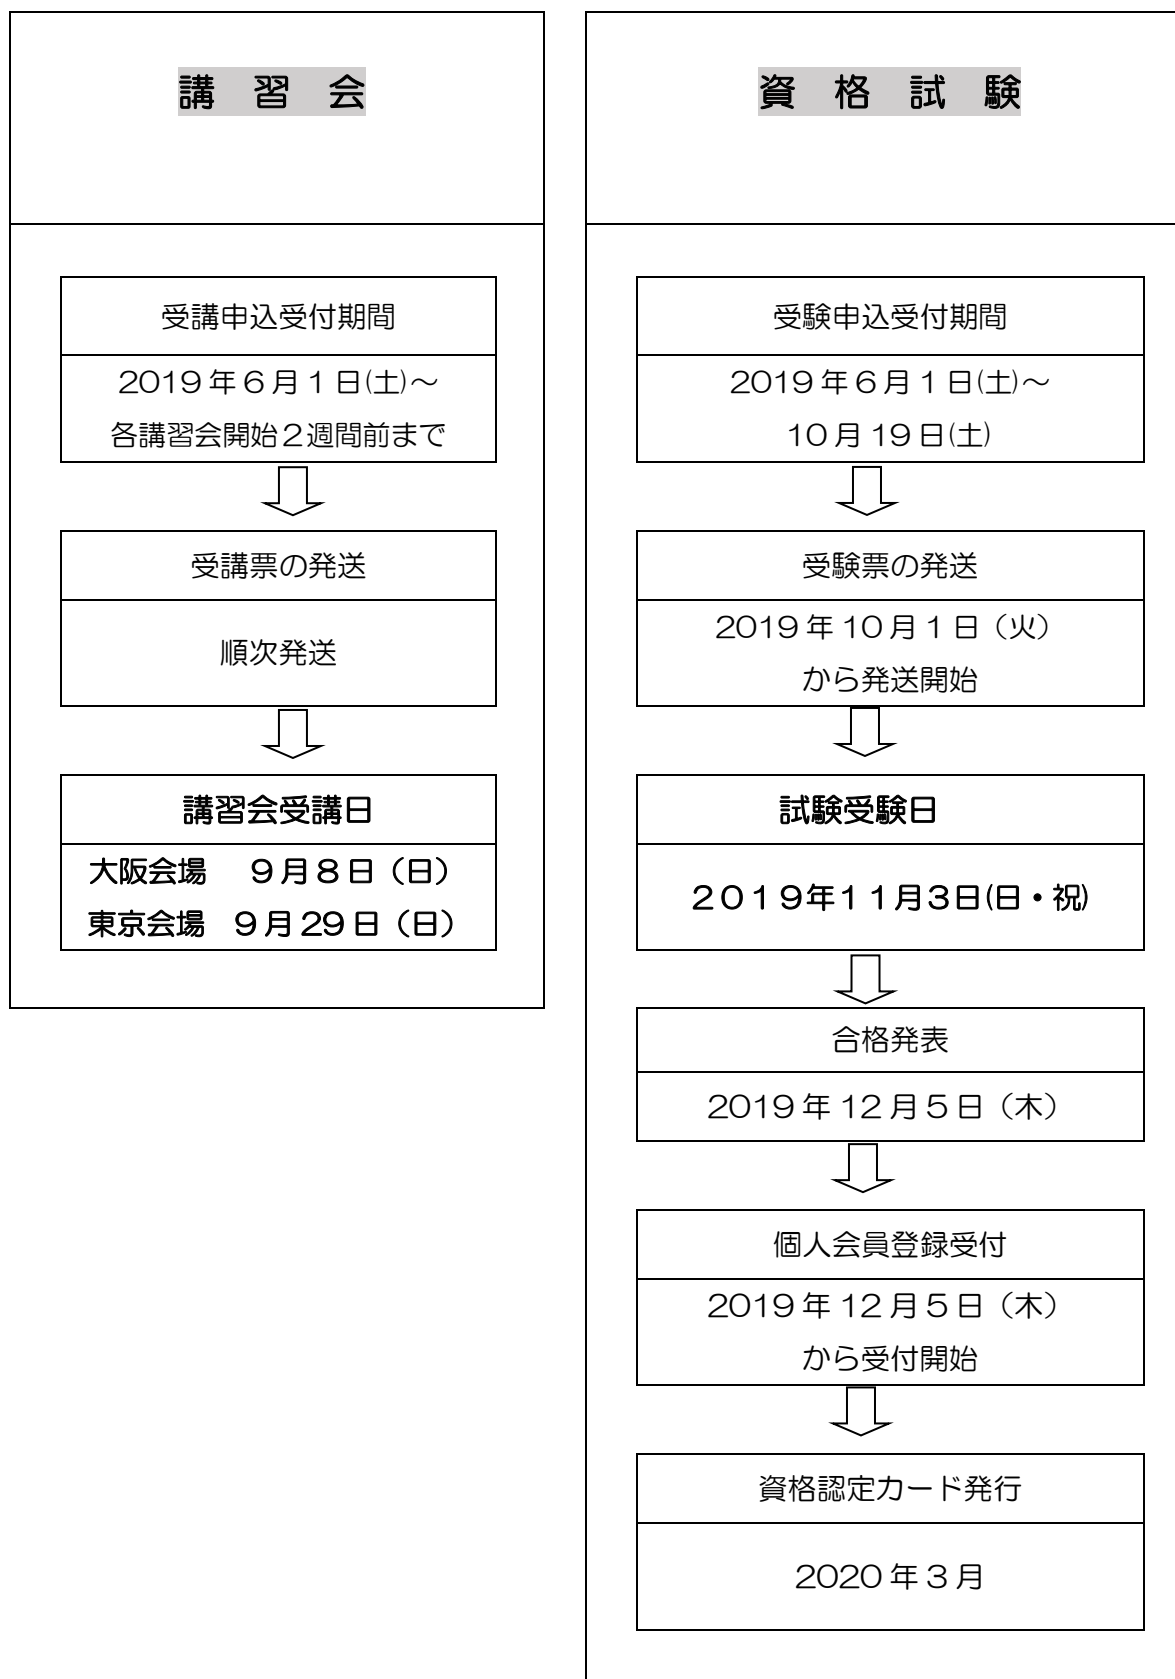 講　習　会
受講申込受付期間
2019年６月１日(土)～
各講習会開始２週間前まで
受講票の発送
順次発送
講習会受講日
大阪会場　９月８日（日）
東京会場　９月29日（日）
資　格　試　験
受験申込受付期間
2019年６月１日(土)～
10月19日(土)
受験票の発送
2019年10月１日（火）
から発送開始
試験受験日
２０１９年１１月３日(日・祝)
合格発表
2019年12月５日（木）
個人会員登録受付
2019年12月５日（木）
から受付開始
資格認定カード発行
2020年３月